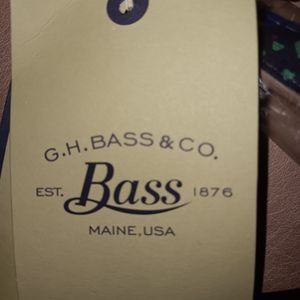 G.H. BASS & CO.
EST. Bass 1876
MAINE, USA